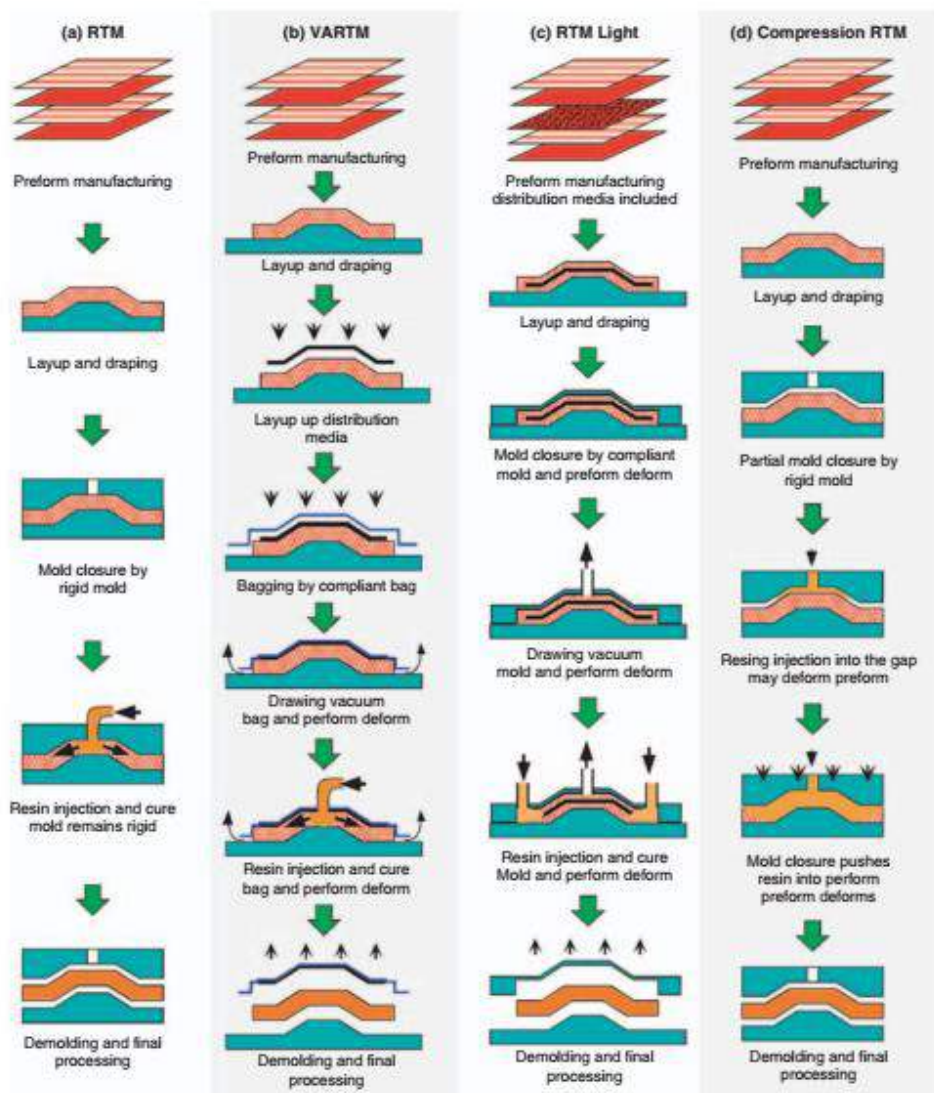 (a) RTM
Preform manufacturing
Layup and draping
Mold closure by
rigid mold
Resin injection and cure
mold remains rigid
Demolding and final
processing
(b) VARTM
Preform manufacturing
Layup and draping
Layup up distribution
media
Bagging by compliant bag
Drawing vacuum
bag and perform deform
Resin injection and cure
bag and perform deform
Demolding and final
processing
(c) RTM Light
Preform manufacturing
distribution media included
Layup and draping
Mold closure by compliant
mold and preform deform
Drawing vacuum
mold and perform deform
Resin injection and cure
Mold and perform deform
Demolding and final
processing
(d) Compression RTM
Preform manufacturing
Layup and draping
Partial mold closure by
rigid mold
Resing injection into the gap
may deform preform
Mold closure pushes
resin into perform
preform deforms
Demolding and final
processing